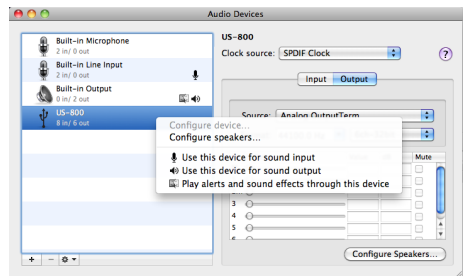 Audio Devices
Built-in Microphone
2 in/ 0 out
Built-in Line Input
2 in/ 0 out
Built-in Output
0 in/ 2 out
US-800
8 in/ 6 out
US-800
Clock source: SPDIF Clock
?
Input Output
Source: Analog OutputTerm
Configure device...
Configure speakers...
Use this device for sound input
Use this device for sound output
Play alerts and sound effects through this device
Mute
3
4
5
6
Configure Speakers...
+ -